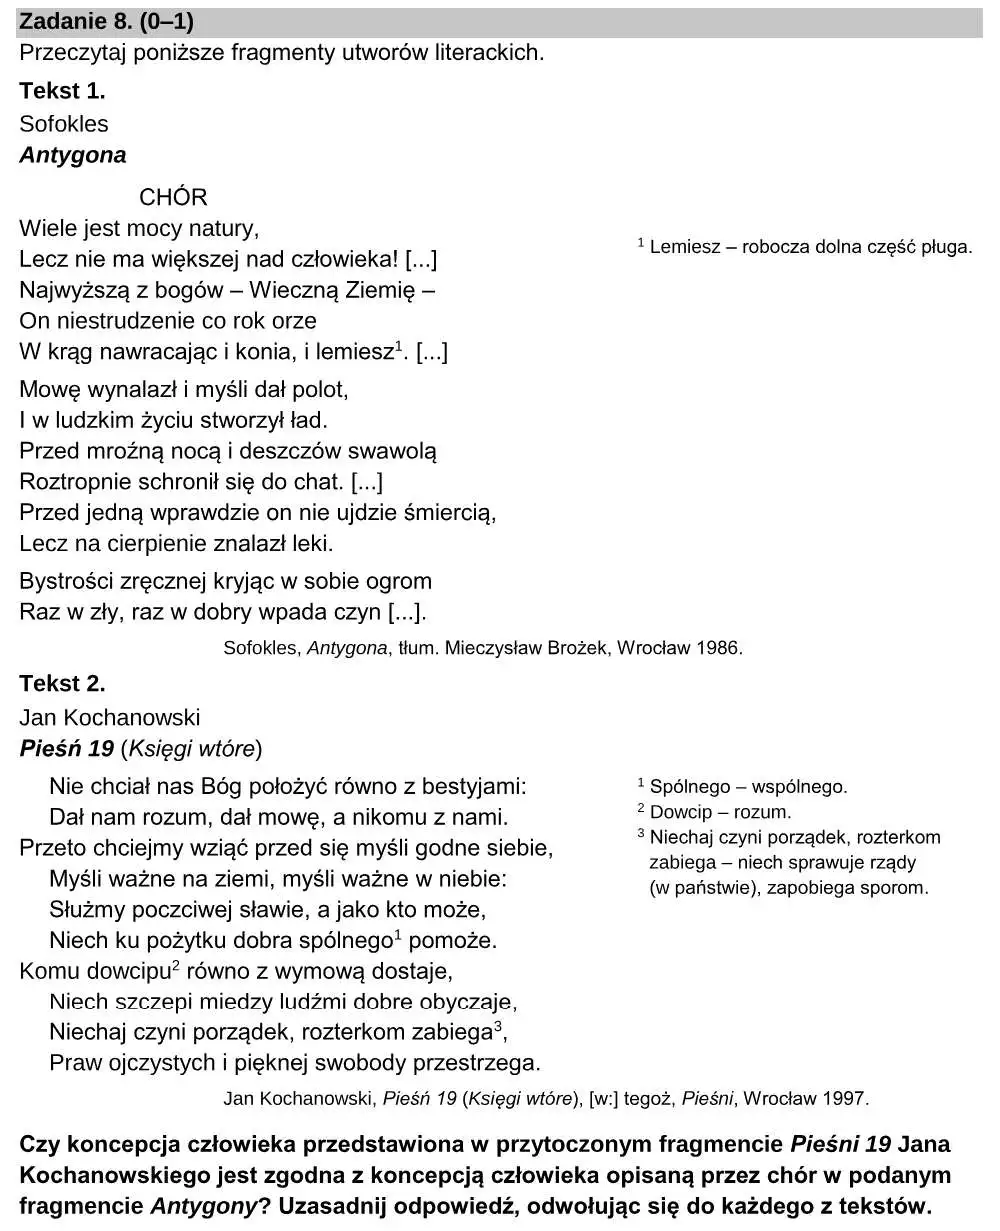 Zadanie 8. (0–1)
Przeczytaj poniższe fragmenty utworów literackich.
Tekst 1.
Sofokles
Antygona
CHÓR
Wiele jest mocy natury,
Lecz nie ma większej nad człowieka! [...]
Najwyższą z bogów – Wieczną Ziemię –
On niestrudzenie co rok orze
W krąg nawracając i konia, i lemiesz¹. [...]
¹ Lemiesz – robocza dolna część pługa.
Mowę wynalazł i myśli dał polot,
I w ludzkim życiu stworzył ład.
Przed mroźną nocą i deszczów swawolą
Roztropnie schronił się do chat. [...]
Przed jedną wprawdzie on nie ujdzie śmiercią,
Lecz na cierpienie znalazł leki.
Bystrości zręcznej kryjąc w sobie ogrom
Raz w zły, raz w dobry wpada czyn [...].
Sofokles, Antygona, tłum. Mieczysław Brożek, Wrocław 1986.
Tekst 2.
Jan Kochanowski
Pieśń 19 (Księgi wtóre)
Nie chciał nas Bóg położyć równo z bestyjami:
Dał nam rozum, dał mowę, a nikomu z nami.
Przeto chciejmy wziąć przed się myśli godne siebie,
Myśli ważne na ziemi, myśli ważne w niebie:
Służmy poczciwej sławie, a jako kto może,
Niech ku pożytku dobra spólnego¹ pomoże.
Komu dowcipu² równo z wymową dostaje,
Niech szczepi miedzy ludźmi dobre obyczaje,
Niechaj czyni porządek, rozterkom zabiega³,
Praw ojczystych i pięknej swobody przestrzega.
¹ Spólnego – wspólnego.
² Dowcip – rozum.
³ Niechaj czyni porządek, rozterkom
zabiega – niech sprawuje rządy
(w państwie), zapobiega sporom.
Jan Kochanowski, Pieśń 19 (Księgi wtóre), [w:] tegoż, Pieśni, Wrocław 1997.
Czy koncepcja człowieka przedstawiona w przytoczonym fragmencie Pieśni 19 Jana
Kochanowskiego jest zgodna z koncepcją człowieka opisaną przez chór w podanym
fragmencie Antygony? Uzasadnij odpowiedź, odwołując się do każdego z tekstów.